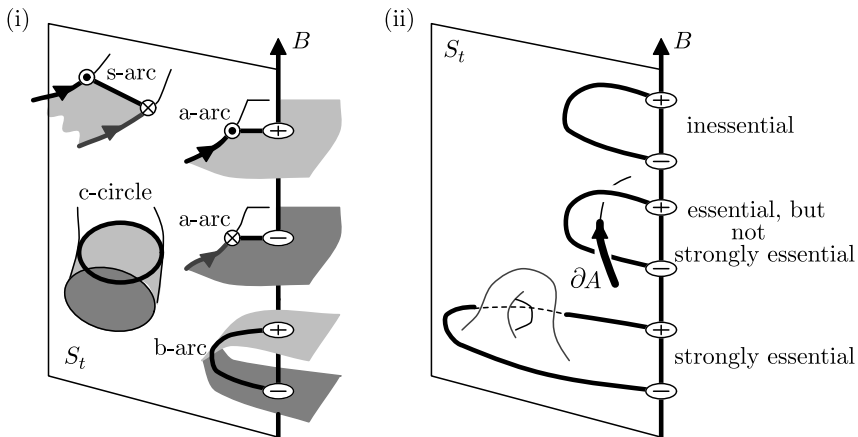 (i)
B
s-arc
a-arc
+
c-circle
a-arc
−
b-arc
+
−
S_t
(ii)
S_t
B
+
inessential
−
+
essential, but
not
strongly essential
∂A
−
+
strongly essential
−